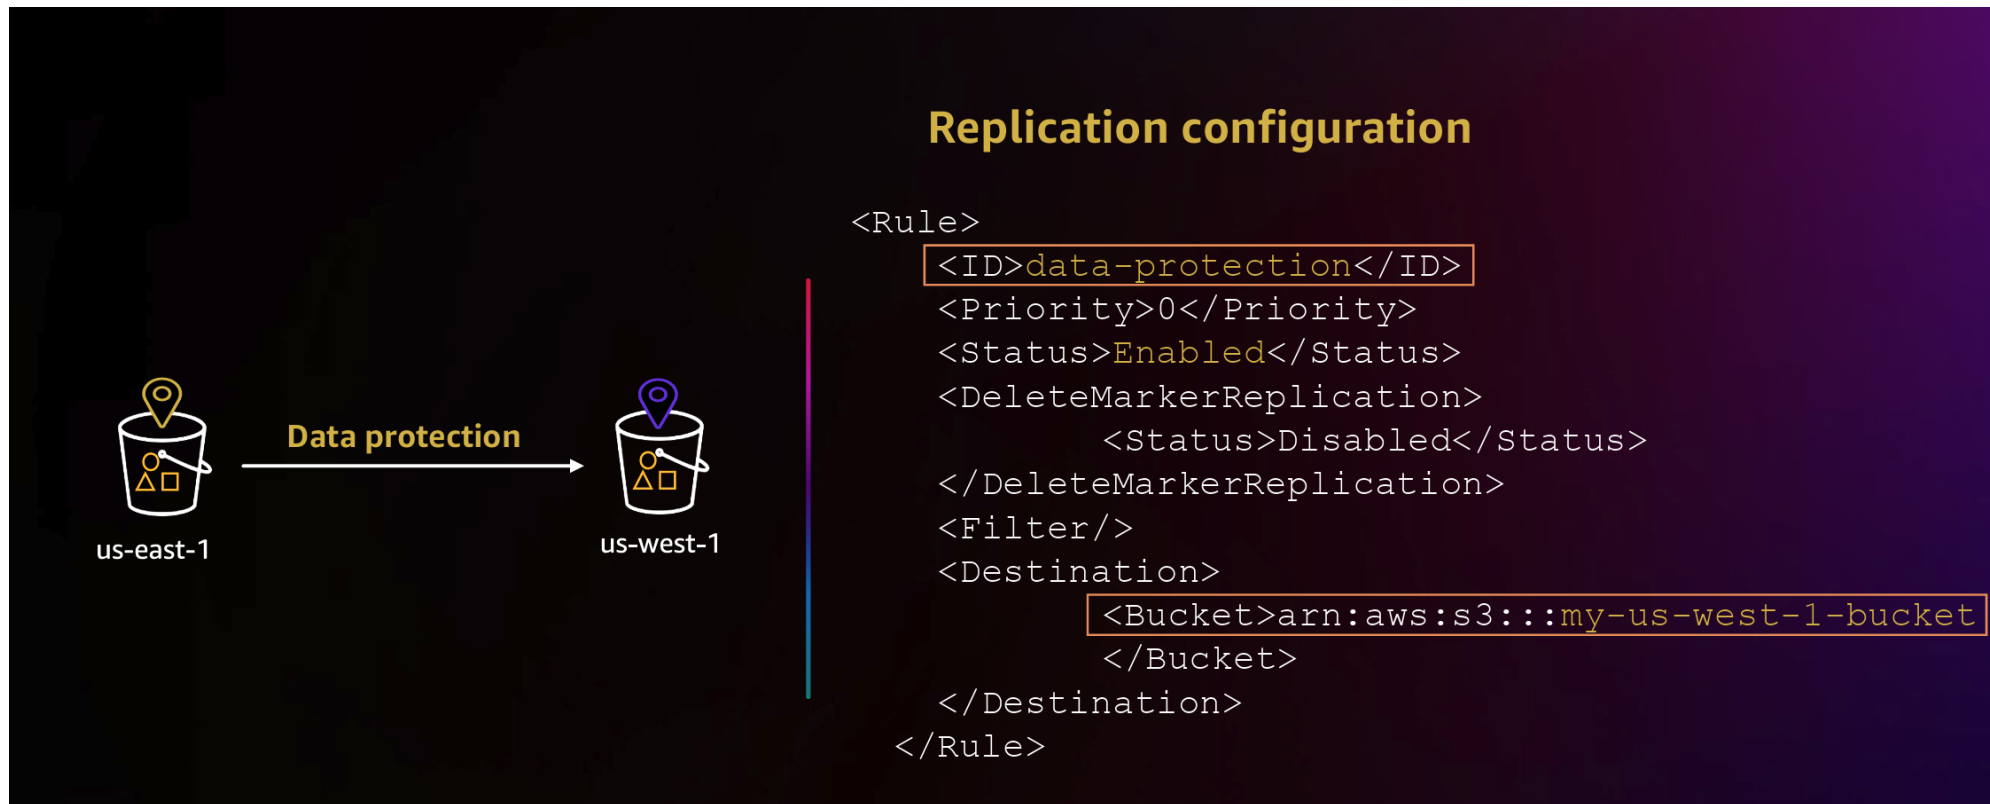 Replication configuration
Data protection
us-east-1
us-west-1
<Rule>
<ID>data-protection</ID>
<Priority>0</Priority>
<Status>Enabled</Status>
<DeleteMarkerReplication>
<Status>Disabled</Status>
</DeleteMarkerReplication>
<Filter/>
<Destination>
<Bucket>arn:aws:s3:::my-us-west-1-bucket
</Bucket>
</Destination>
</Rule>